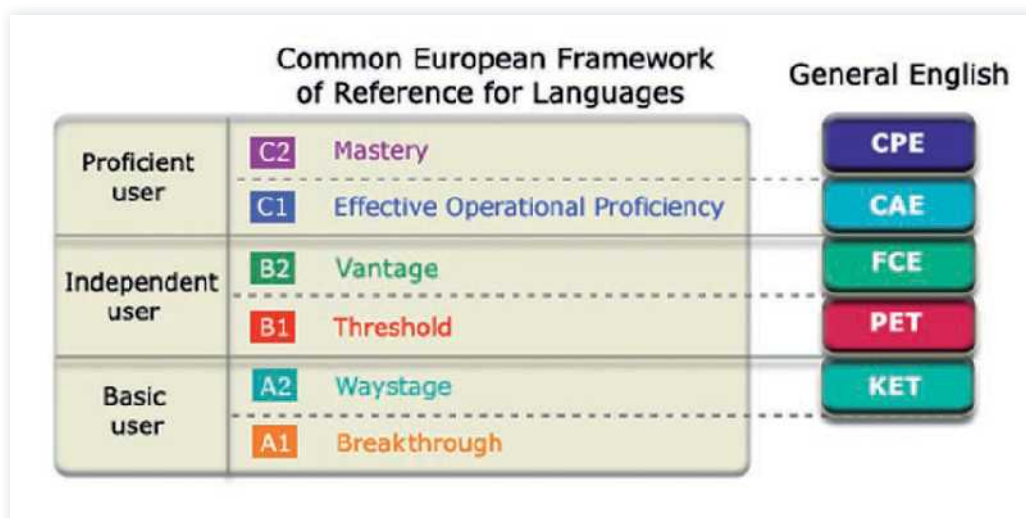 Common European Framework
of Reference for Languages
General English
Proficient
user
C2 Mastery
CPE
C1 Effective Operational Proficiency
CAE
Independent
user
B2 Vantage
FCE
B1 Threshold
PET
Basic
user
A2 Waystage
KET
A1 Breakthrough